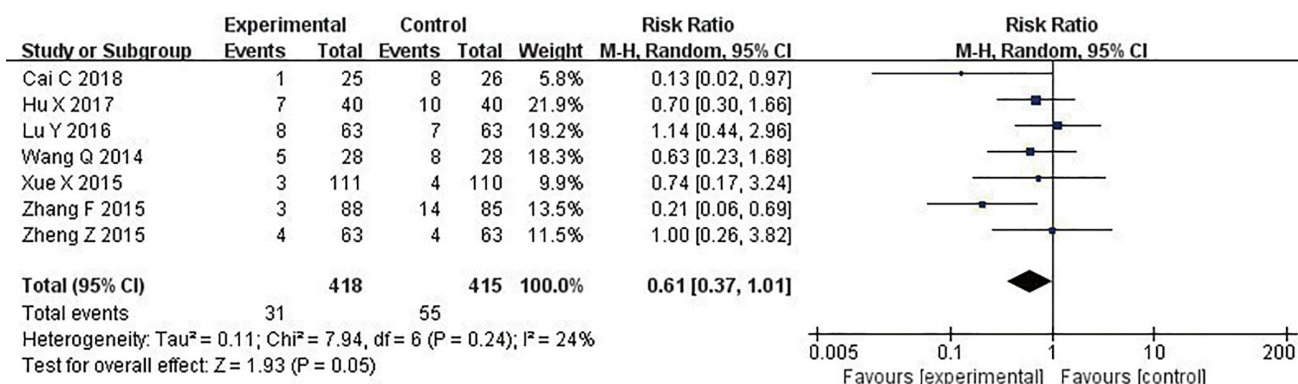 Experimental Control Risk Ratio Risk Ratio
Study or Subgroup Events Total Events Total Weight M-H, Random, 95% CI M-H, Random, 95% CI
Cai C 2018 1 25 8 26 5.8% 0.13 [0.02, 0.97]
Hu X 2017 7 40 10 40 21.9% 0.70 [0.30, 1.66]
Lu Y 2016 8 63 7 63 19.2% 1.14 [0.44, 2.96]
Wang Q 2014 5 28 8 28 18.3% 0.63 [0.23, 1.68]
Xue X 2015 3 111 4 110 9.9% 0.74 [0.17, 3.24]
Zhang F 2015 3 88 14 85 13.5% 0.21 [0.06, 0.69]
Zheng Z 2015 4 63 4 63 11.5% 1.00 [0.26, 3.82]
Total (95% CI) 418 415 100.0% 0.61 [0.37, 1.01]
Total events 31 55
Heterogeneity: Tau² = 0.11; Chi² = 7.94, df = 6 (P = 0.24); I² = 24%
Test for overall effect: Z = 1.93 (P = 0.05)
0.005 0.1 1 10 200
Favours [experimental] Favours [control]